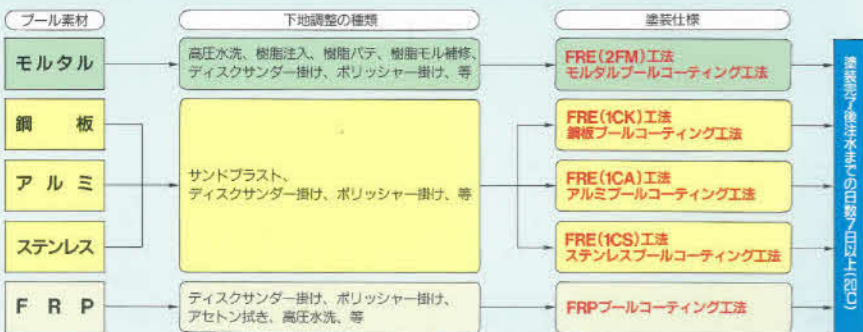 プール素材
下地調整の種類
塗装仕様
モルタル
高圧水洗、樹脂注入、樹脂パテ、樹脂モル補修、
ディスクサンダー掛け、ポリッシャー掛け、等
FRE(2FM)工法
モルタルプールコーティング工法
鋼 板
アルミ
ステンレス
サンドブラスト、
ディスクサンダー掛け、ポリッシャー掛け、等
FRE(1CK)工法
鋼板プールコーティング工法
FRE(1CA)工法
アルミプールコーティング工法
FRE(1CS)工法
ステンレスプールコーティング工法
FRP
ディスクサンダー掛け、ポリッシャー掛け、
アセトン拭き、高圧水洗、等
FRPプールコーティング工法
塗装完了後注水までの日数7日以上(20℃)